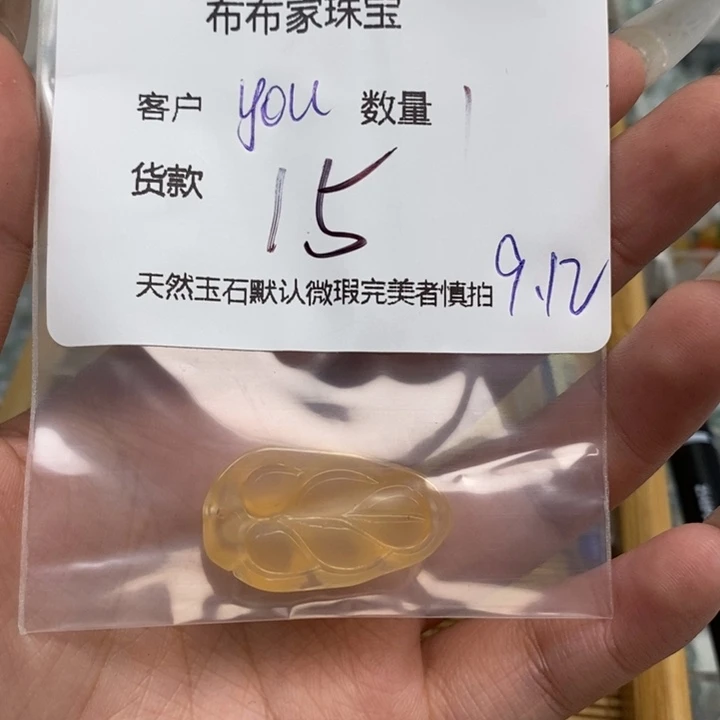 布布家珠宝
客户 you 数量 1
货款 15
天然玉石默认微瑕完美者慎拍 9.12